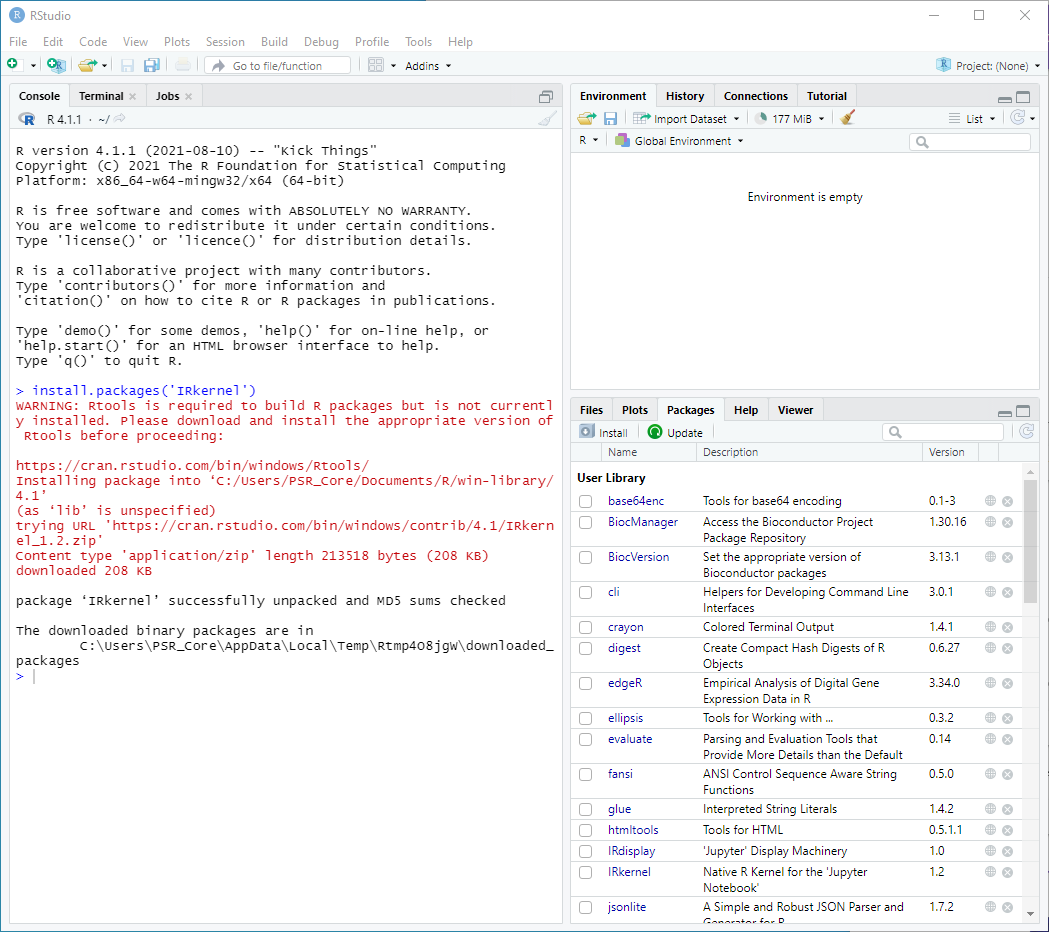 RStudio
File Edit Code View Plots Session Build Debug Profile Tools Help
Go to file/function Addins Project: (None)
Console Terminal Jobs
R 4.1.1 · ~/
R version 4.1.1 (2021-08-10) -- "Kick Things"
Copyright (C) 2021 The R Foundation for Statistical Computing
Platform: x86_64-w64-mingw32/x64 (64-bit)
R is free software and comes with ABSOLUTELY NO WARRANTY.
You are welcome to redistribute it under certain conditions.
Type 'license()' or 'licence()' for distribution details.
R is a collaborative project with many contributors.
Type 'contributors()' for more information and
'citation()' on how to cite R or R packages in publications.
Type 'demo()' for some demos, 'help()' for on-line help, or
'help.start()' for an HTML browser interface to help.
Type 'q()' to quit R.
> install.packages('IRkernel')
WARNING: Rtools is required to build R packages but is not currentl
y installed. Please download and install the appropriate version of
Rtools before proceeding:
https://cran.rstudio.com/bin/windows/Rtools/
Installing package into ‘C:/Users/PSR_Core/Documents/R/win-library/
4.1’
(as ‘lib’ is unspecified)
trying URL 'https://cran.rstudio.com/bin/windows/contrib/4.1/IRkern
el_1.2.zip'
Content type 'application/zip' length 213518 bytes (208 KB)
downloaded 208 KB
package ‘IRkernel’ successfully unpacked and MD5 sums checked
The downloaded binary packages are in
C:\Users\PSR_Core\AppData\Local\Temp\Rtmp4O8jgW\downloaded_
packages
>
Environment History Connections Tutorial
Import Dataset 177 MiB List
R Global Environment
Environment is empty
Files Plots Packages Help Viewer
Install Update
Name Description Version
User Library
base64enc Tools for base64 encoding 0.1-3
BiocManager Access the Bioconductor Project 1.30.16
Package Repository
BiocVersion Set the appropriate version of 3.13.1
Bioconductor packages
cli Helpers for Developing Command Line 3.0.1
Interfaces
crayon Colored Terminal Output 1.4.1
digest Create Compact Hash Digests of R 0.6.27
Objects
edgeR Empirical Analysis of Digital Gene 3.34.0
Expression Data in R
ellipsis Tools for Working with ... 0.3.2
evaluate Parsing and Evaluation Tools that 0.14
Provide More Details than the Default
fansi ANSI Control Sequence Aware String 0.5.0
Functions
glue Interpreted String Literals 1.4.2
htmltools Tools for HTML 0.5.1.1
IRdisplay 'Jupyter' Display Machinery 1.0
IRkernel Native R Kernel for the 'Jupyter 1.2
Notebook'
jsonlite A Simple and Robust JSON Parser and 1.7.2
Generator for R